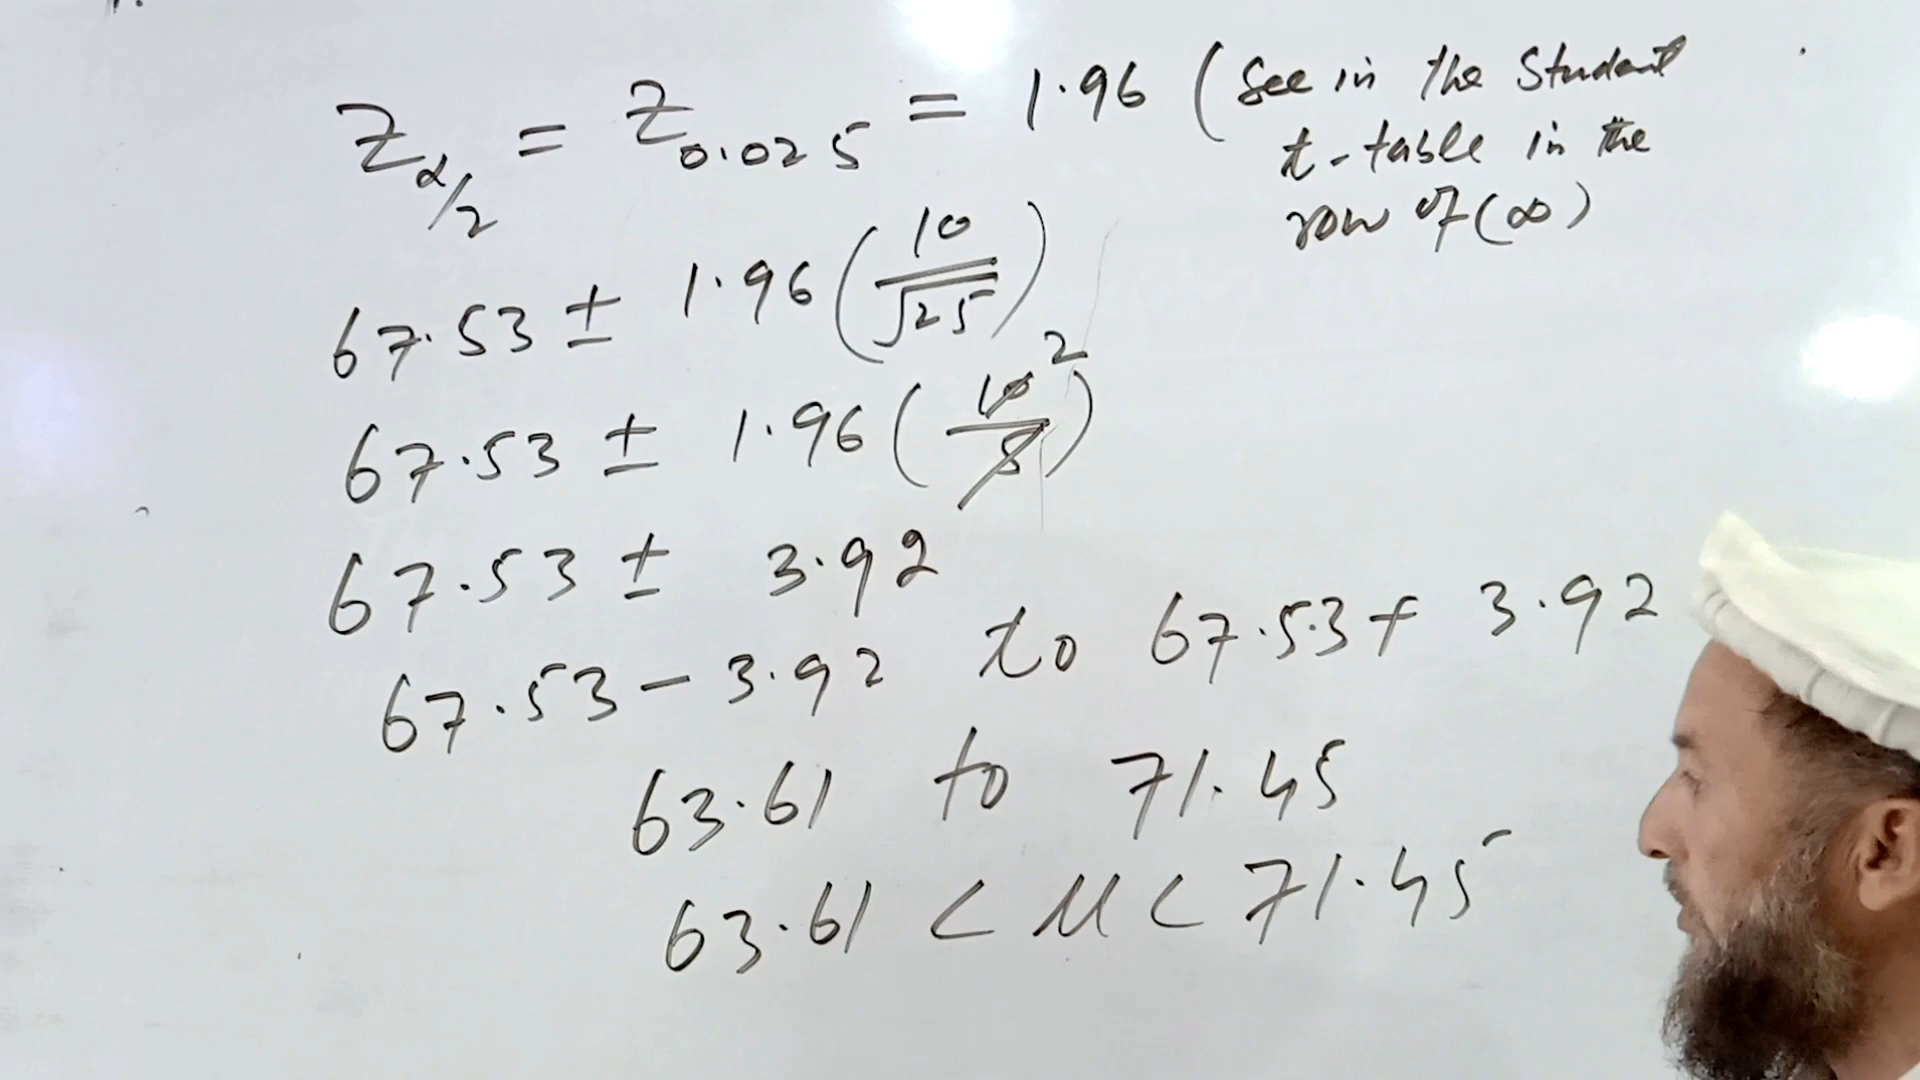 Z α/2 = Z 0.025 = 1.96 ( See in the Student
t-table in the
row of (∞)
67.53 ± 1.96 (10/√25)
67.53 ± 1.96 (10/5) 2
67.53 ± 3.92
67.53 - 3.92 to 67.53 + 3.92
63.61 to 71.45
63.61 < μ < 71.45